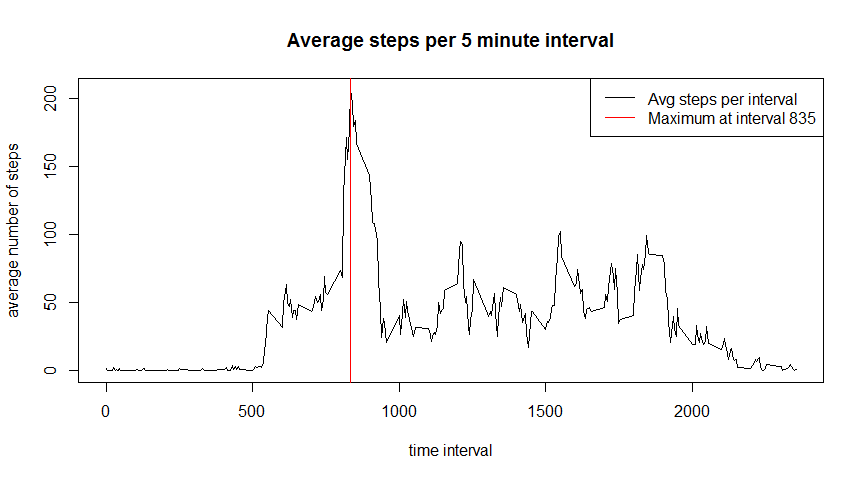 Average steps per 5 minute interval
Avg steps per interval
Maximum at interval 835
average number of steps
200
150
100
50
0
0 500 1000 1500 2000
time interval